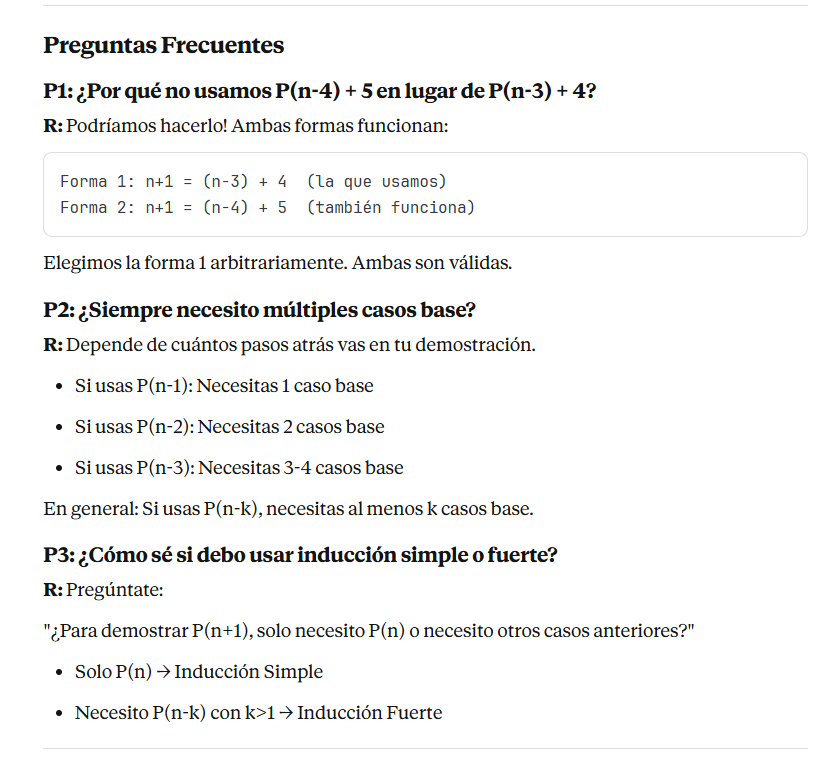 Preguntas Frecuentes
P1: ¿Por qué no usamos P(n-4) + 5 en lugar de P(n-3) + 4?
R: Podríamos hacerlo! Ambas formas funcionan:
Forma 1: n+1 = (n-3) + 4  (la que usamos)
Forma 2: n+1 = (n-4) + 5  (también funciona)
Elegimos la forma 1 arbitrariamente. Ambas son válidas.
P2: ¿Siempre necesito múltiples casos base?
R: Depende de cuántos pasos atrás vas en tu demostración.
• Si usas P(n-1): Necesitas 1 caso base
• Si usas P(n-2): Necesitas 2 casos base
• Si usas P(n-3): Necesitas 3-4 casos base
En general: Si usas P(n-k), necesitas al menos k casos base.
P3: ¿Cómo sé si debo usar inducción simple o fuerte?
R: Pregúntate:
"¿Para demostrar P(n+1), solo necesito P(n) o necesito otros casos anteriores?"
• Solo P(n) → Inducción Simple
• Necesito P(n-k) con k>1 → Inducción Fuerte